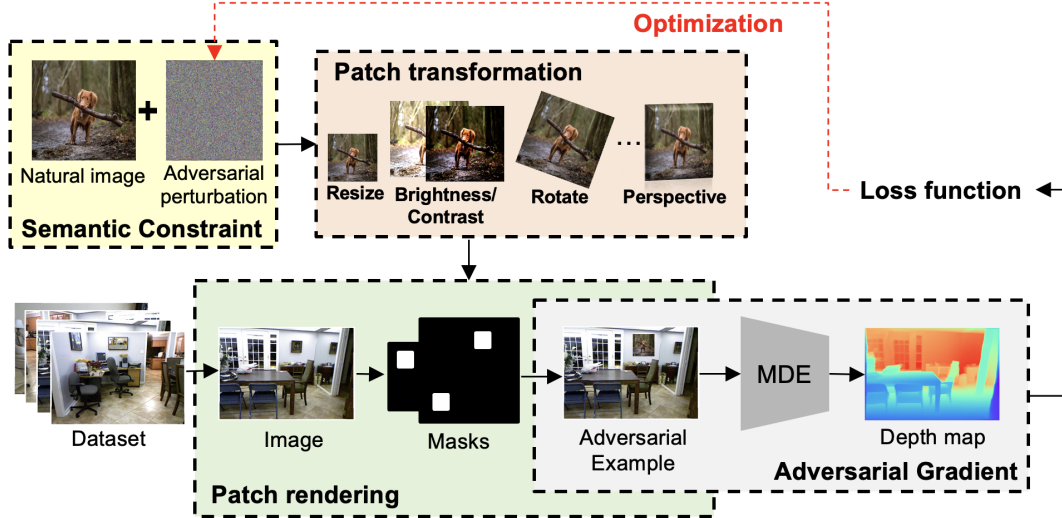 Optimization
Patch transformation
Natural image
+
Adversarial
perturbation
Semantic Constraint
Resize
Brightness/
Contrast
Rotate
...
Perspective
Loss function
Dataset
Image
Masks
Adversarial
Example
MDE
Depth map
Adversarial Gradient
Patch rendering